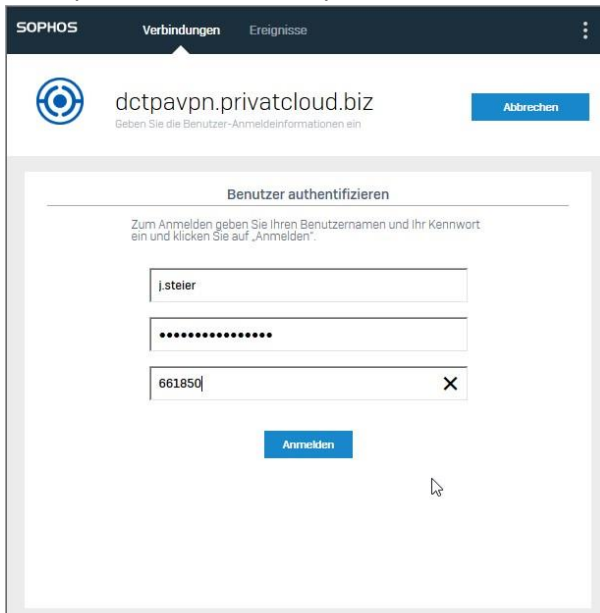 SOPHOS Verbindungen Ereignisse
dctpavpn.privatcloud.biz
Abbrechen
Geben Sie die Benutzer-Anmeldeinformationen ein
Benutzer authentifizieren
Zum Anmelden geben Sie Ihren Benutzernamen und Ihr Kennwort
ein und klicken Sie auf „Anmelden“.
j.steier
••••••••••••••••
661850
Anmelden